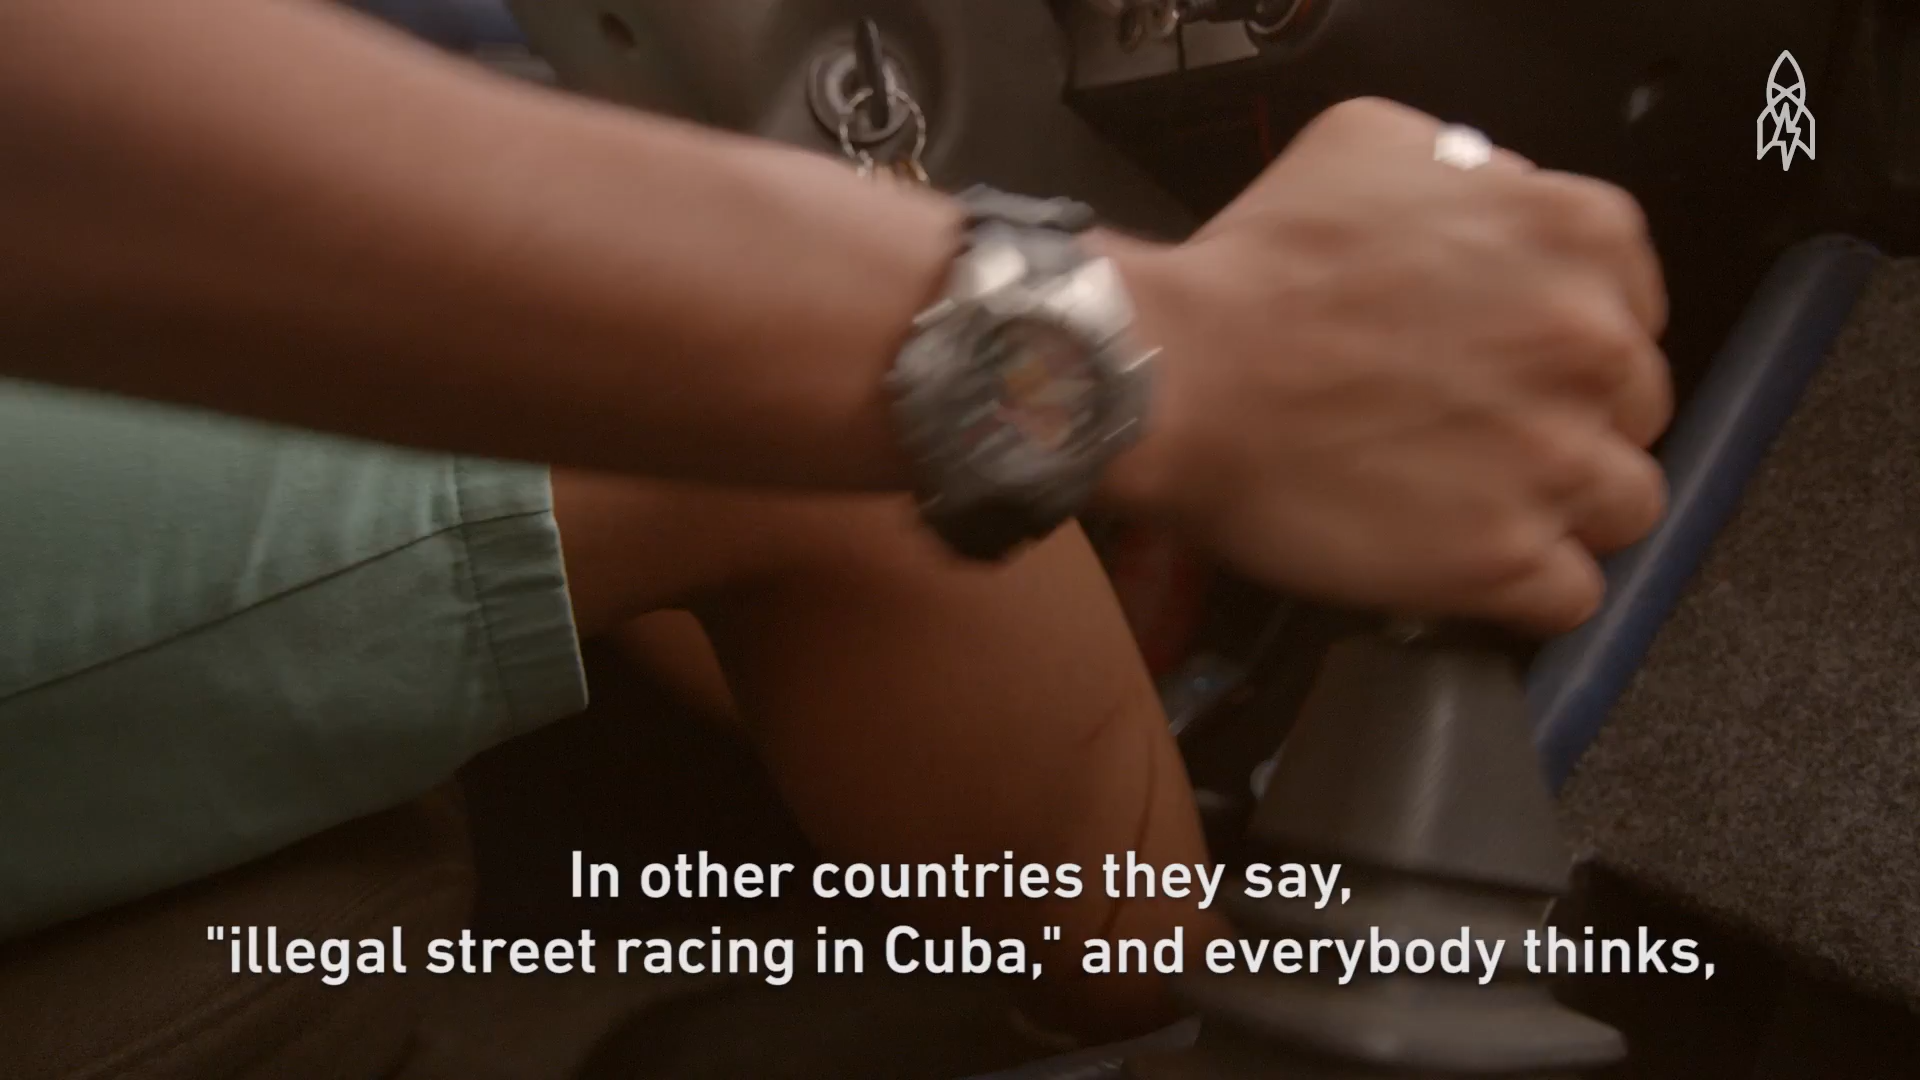 In other countries they say,
"illegal street racing in Cuba," and everybody thinks,